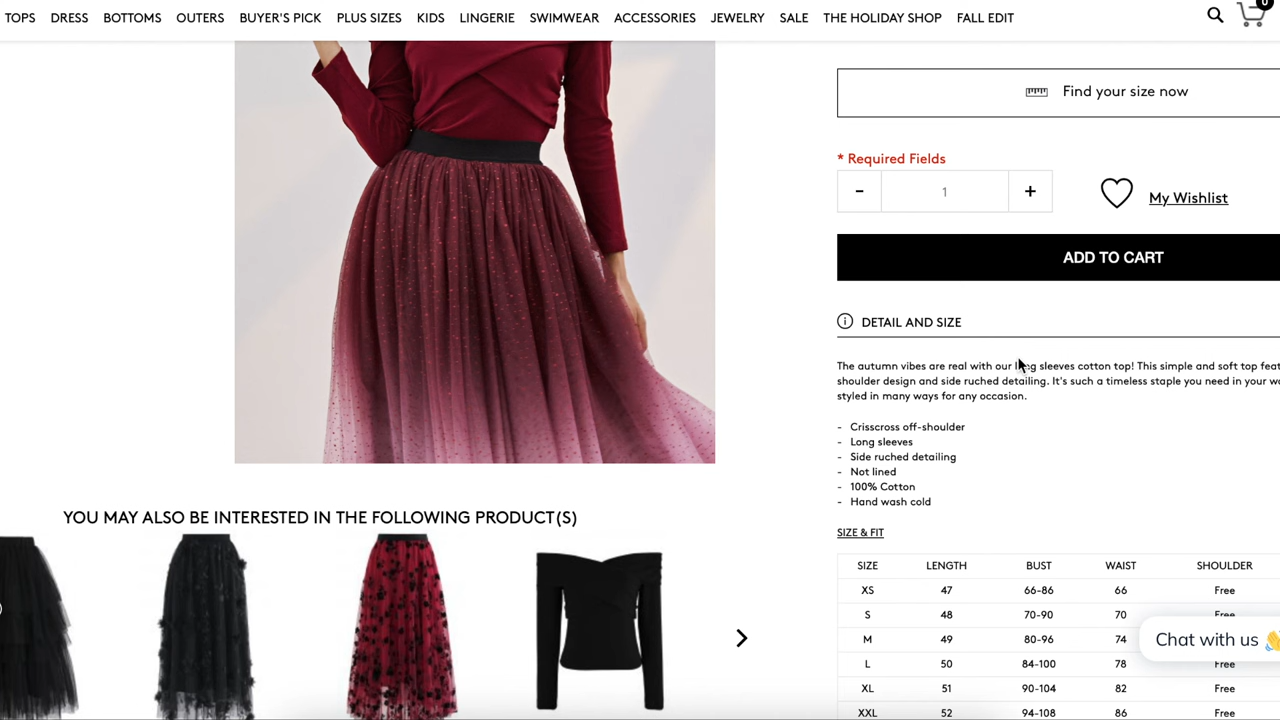 TOPS DRESS BOTTOMS OUTERS BUYER'S PICK PLUS SIZES KIDS LINGERIE SWIMWEAR ACCESSORIES JEWELRY SALE THE HOLIDAY SHOP FALL EDIT
0
Find your size now
* Required Fields
- 1 +
My Wishlist
ADD TO CART
DETAIL AND SIZE
The autumn vibes are real with our sleeves cotton top! This simple and soft top
shoulder design and side ruched detailing. It's such a timeless staple you need in your
styled in many ways for any occasion.
- Crisscross off-shoulder
- Long sleeves
- Side ruched detailing
- Not lined
- 100% Cotton
- Hand wash cold
SIZE & FIT
SIZE LENGTH BUST WAIST SHOULDER
XS 47 66-86 66 Free
S 48 70-90 70 Free
M 49 80-96 74
L 50 84-100 78 Free
XL 51 90-104 82 Free
XXL 52 94-108 86 Free
Chat with us 👋
YOU MAY ALSO BE INTERESTED IN THE FOLLOWING PRODUCT(S)